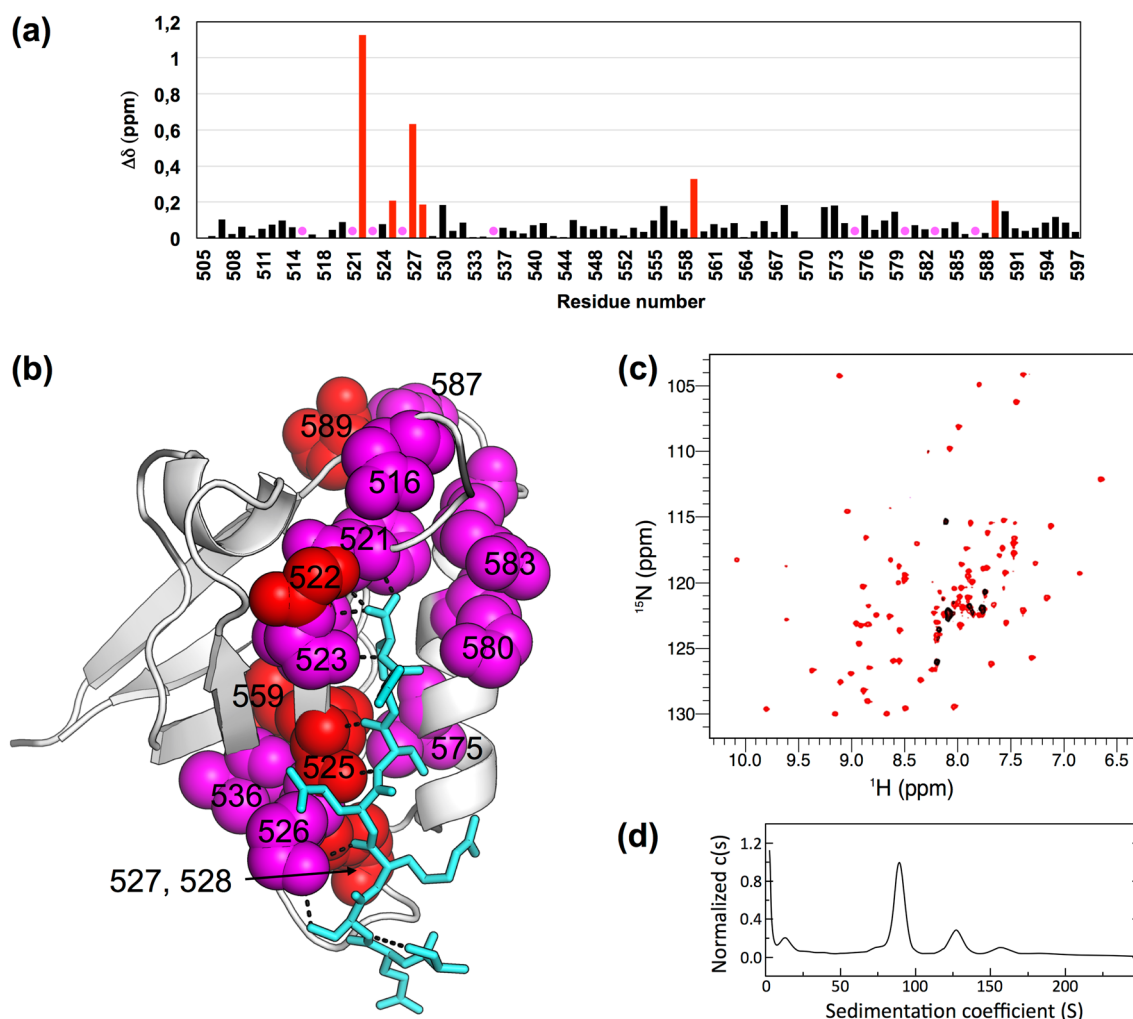 (a)
1,2
1
0,8
0,6
0,4
0,2
0
Δδ (ppm)
505 508 511 514 518 521 524 527 530 533 537 540 544 548 552 555 558 561 564 567 570 573 576 579 582 585 588 591 594 597
Residue number
(b)
587
589
516
521
522
583
523
580
559
525
575
536
526
527, 528
(c)
105
110
115
120
125
130
¹⁵N (ppm)
10.0 9.5 9.0 8.5 8.0 7.5 7.0 6.5
¹H (ppm)
(d)
1.2
0.8
0.4
0.0
Normalized c(s)
0 50 100 150 200
Sedimentation coefficient (S)